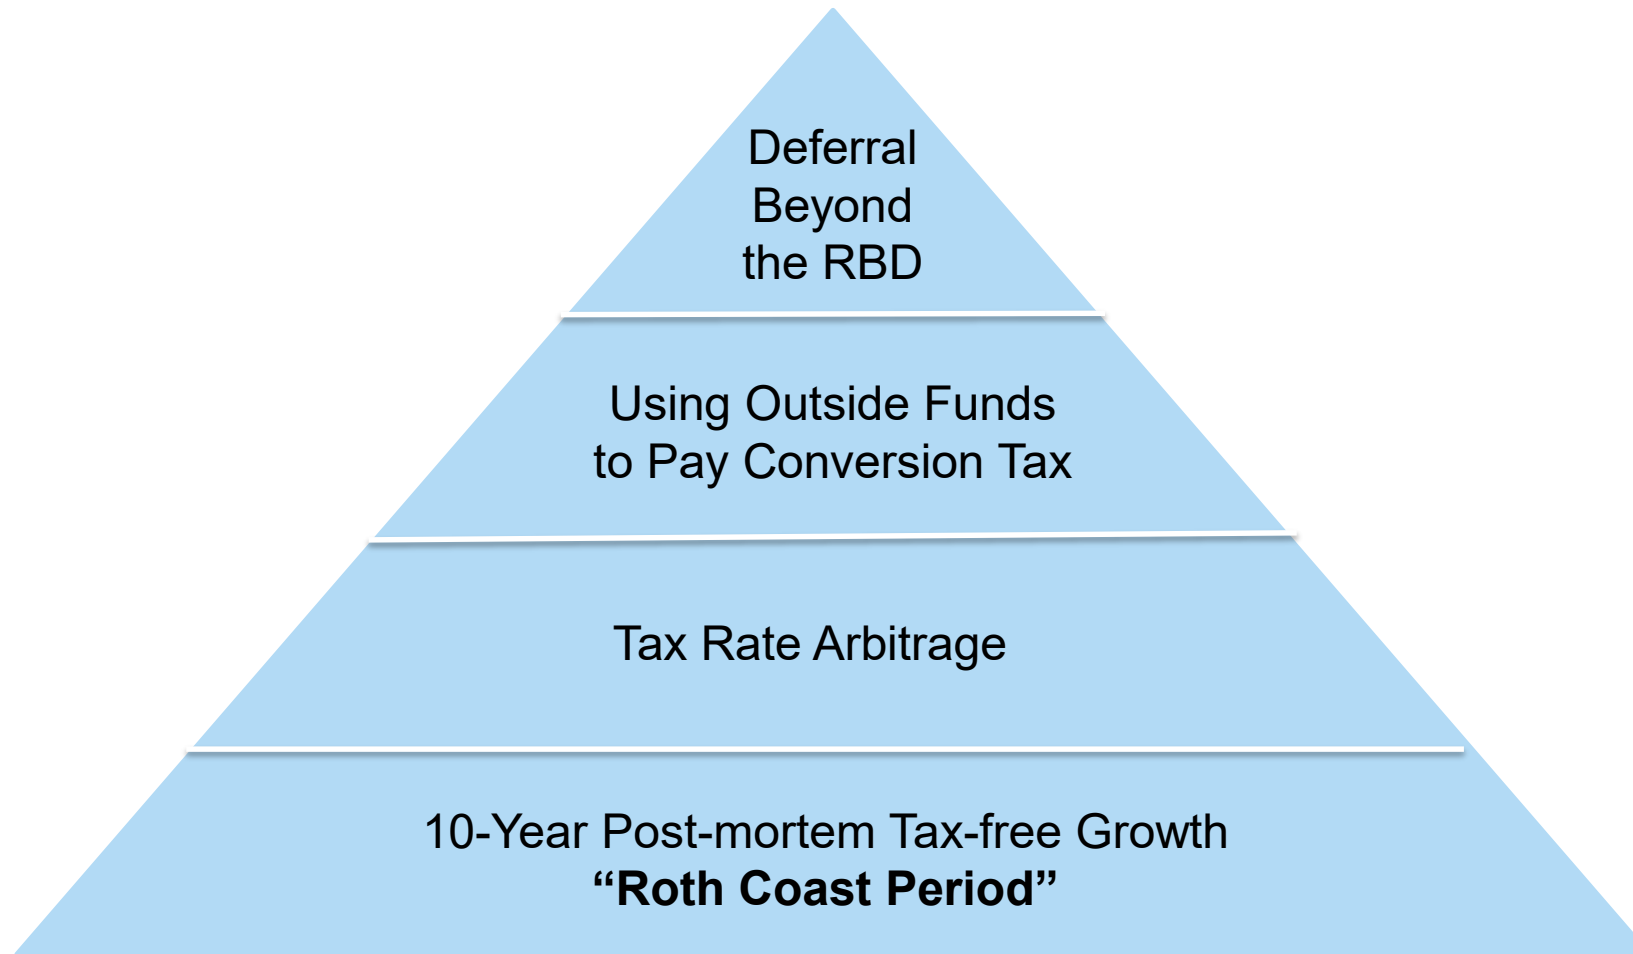 Deferral
Beyond
the RBD
Using Outside Funds
to Pay Conversion Tax
Tax Rate Arbitrage
10-Year Post-mortem Tax-free Growth
“Roth Coast Period”